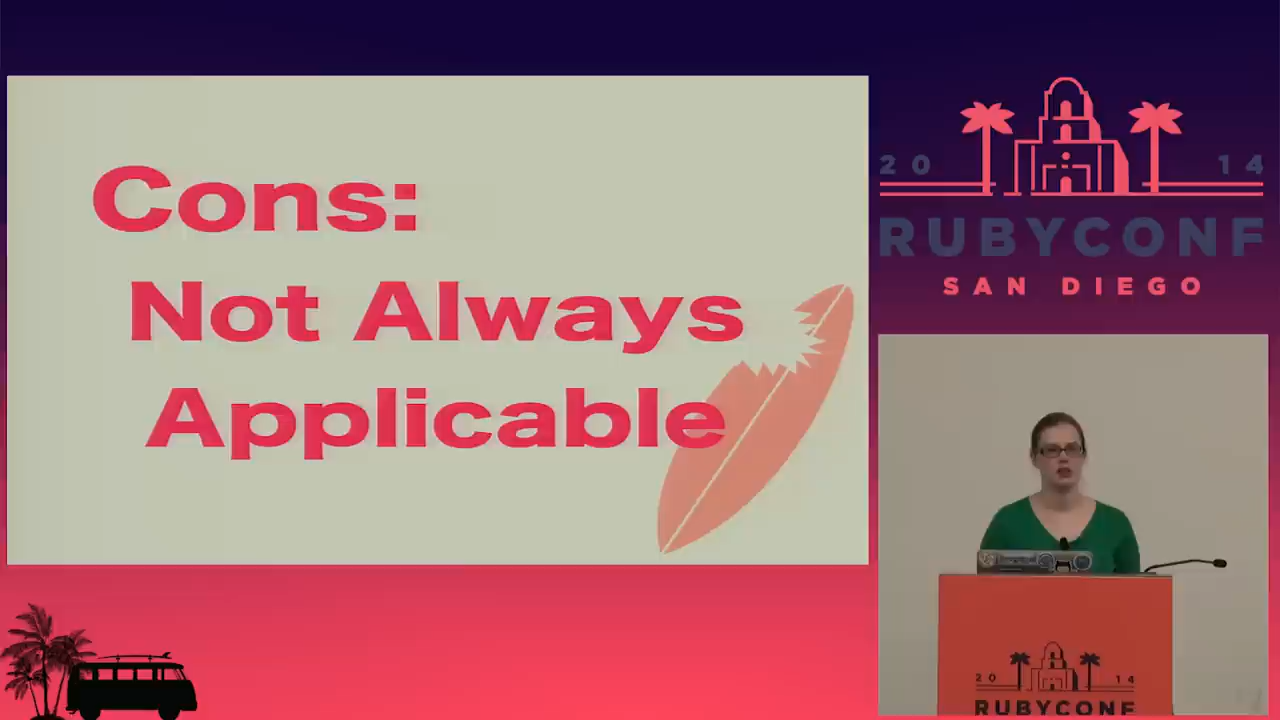 Cons:
Not Always
Applicable
20 14
RUBYCONF
SAN DIEGO
20 14
RUBYCONF